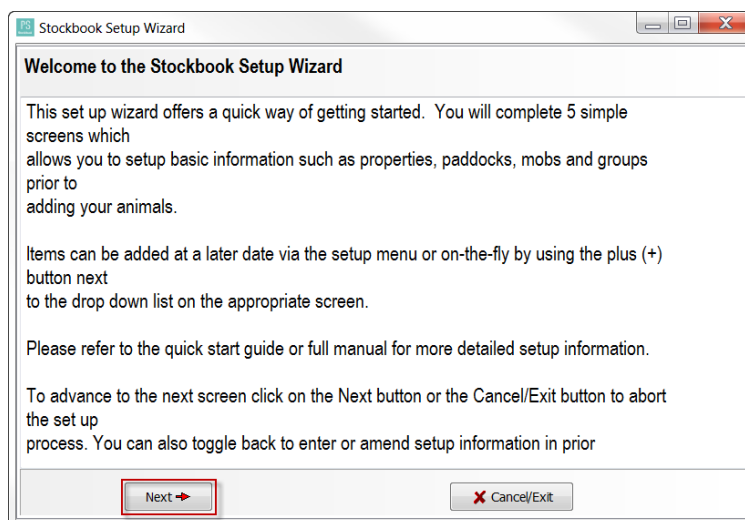 PS
Stockbook Setup Wizard
Welcome to the Stockbook Setup Wizard
This set up wizard offers a quick way of getting started.  You will complete 5 simple
screens which
allows you to setup basic information such as properties, paddocks, mobs and groups
prior to
adding your animals.
Items can be added at a later date via the setup menu or on-the-fly by using the plus (+)
button next
to the drop down list on the appropriate screen.
Please refer to the quick start guide or full manual for more detailed setup information.
To advance to the next screen click on the Next button or the Cancel/Exit button to abort
the set up
process. You can also toggle back to enter or amend setup information in prior
Next
Cancel/Exit